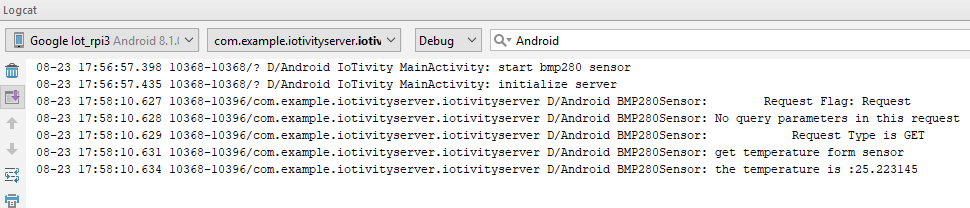 Logcat
Google Iot_rpi3 Android 8.1.( com.example.iotivityserver.iotiv Debug Android
08-23 17:56:57.398 10368-10368/? D/Android IoTivity MainActivity: start bmp280 sensor
08-23 17:56:57.435 10368-10368/? D/Android IoTivity MainActivity: initialize server
08-23 17:58:10.627 10368-10396/com.example.iotivityserver.iotivityserver D/Android BMP280Sensor:         Request Flag: Request
08-23 17:58:10.628 10368-10396/com.example.iotivityserver.iotivityserver D/Android BMP280Sensor: No query parameters in this request
08-23 17:58:10.629 10368-10396/com.example.iotivityserver.iotivityserver D/Android BMP280Sensor:             Request Type is GET
08-23 17:58:10.631 10368-10396/com.example.iotivityserver.iotivityserver D/Android BMP280Sensor: get temperature form sensor
08-23 17:58:10.634 10368-10396/com.example.iotivityserver.iotivityserver D/Android BMP280Sensor: the temperature is :25.223145